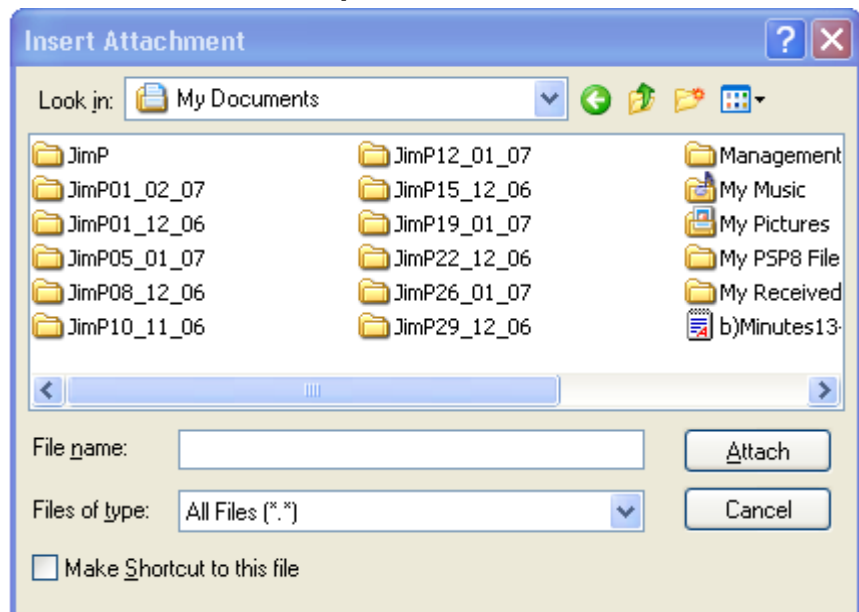 Insert Attachment
Look in: My Documents
JimP JimP12_01_07 Management
JimP01_02_07 JimP15_12_06 My Music
JimP01_12_06 JimP19_01_07 My Pictures
JimP05_01_07 JimP22_12_06 My PSP8 File
JimP08_12_06 JimP26_01_07 My Received
JimP10_11_06 JimP29_12_06 b)Minutes13-
File name: Attach
Files of type: All Files (*.*) Cancel
Make Shortcut to this file